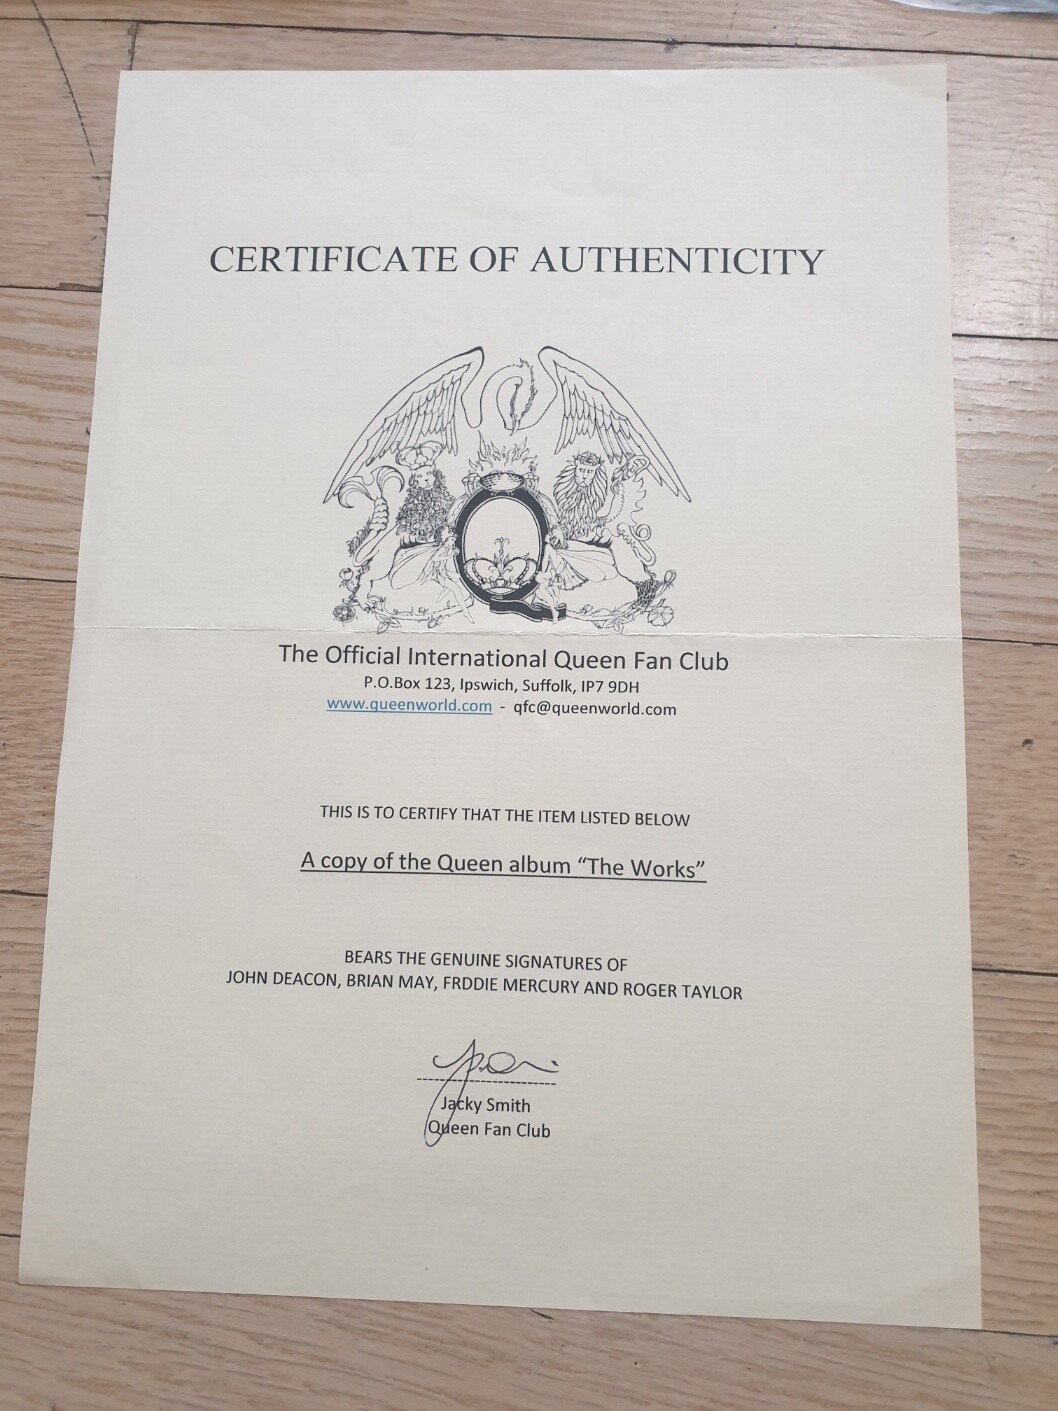 CERTIFICATE OF AUTHENTICITY
The Official International Queen Fan Club
P.O.Box 123, Ipswich, Suffolk, IP7 9DH
www.queenworld.com - qfc@queenworld.com
THIS IS TO CERTIFY THAT THE ITEM LISTED BELOW
A copy of the Queen album “The Works”
BEARS THE GENUINE SIGNATURES OF
JOHN DEACON, BRIAN MAY, FRDDIE MERCURY AND ROGER TAYLOR
Jacky Smith
Queen Fan Club